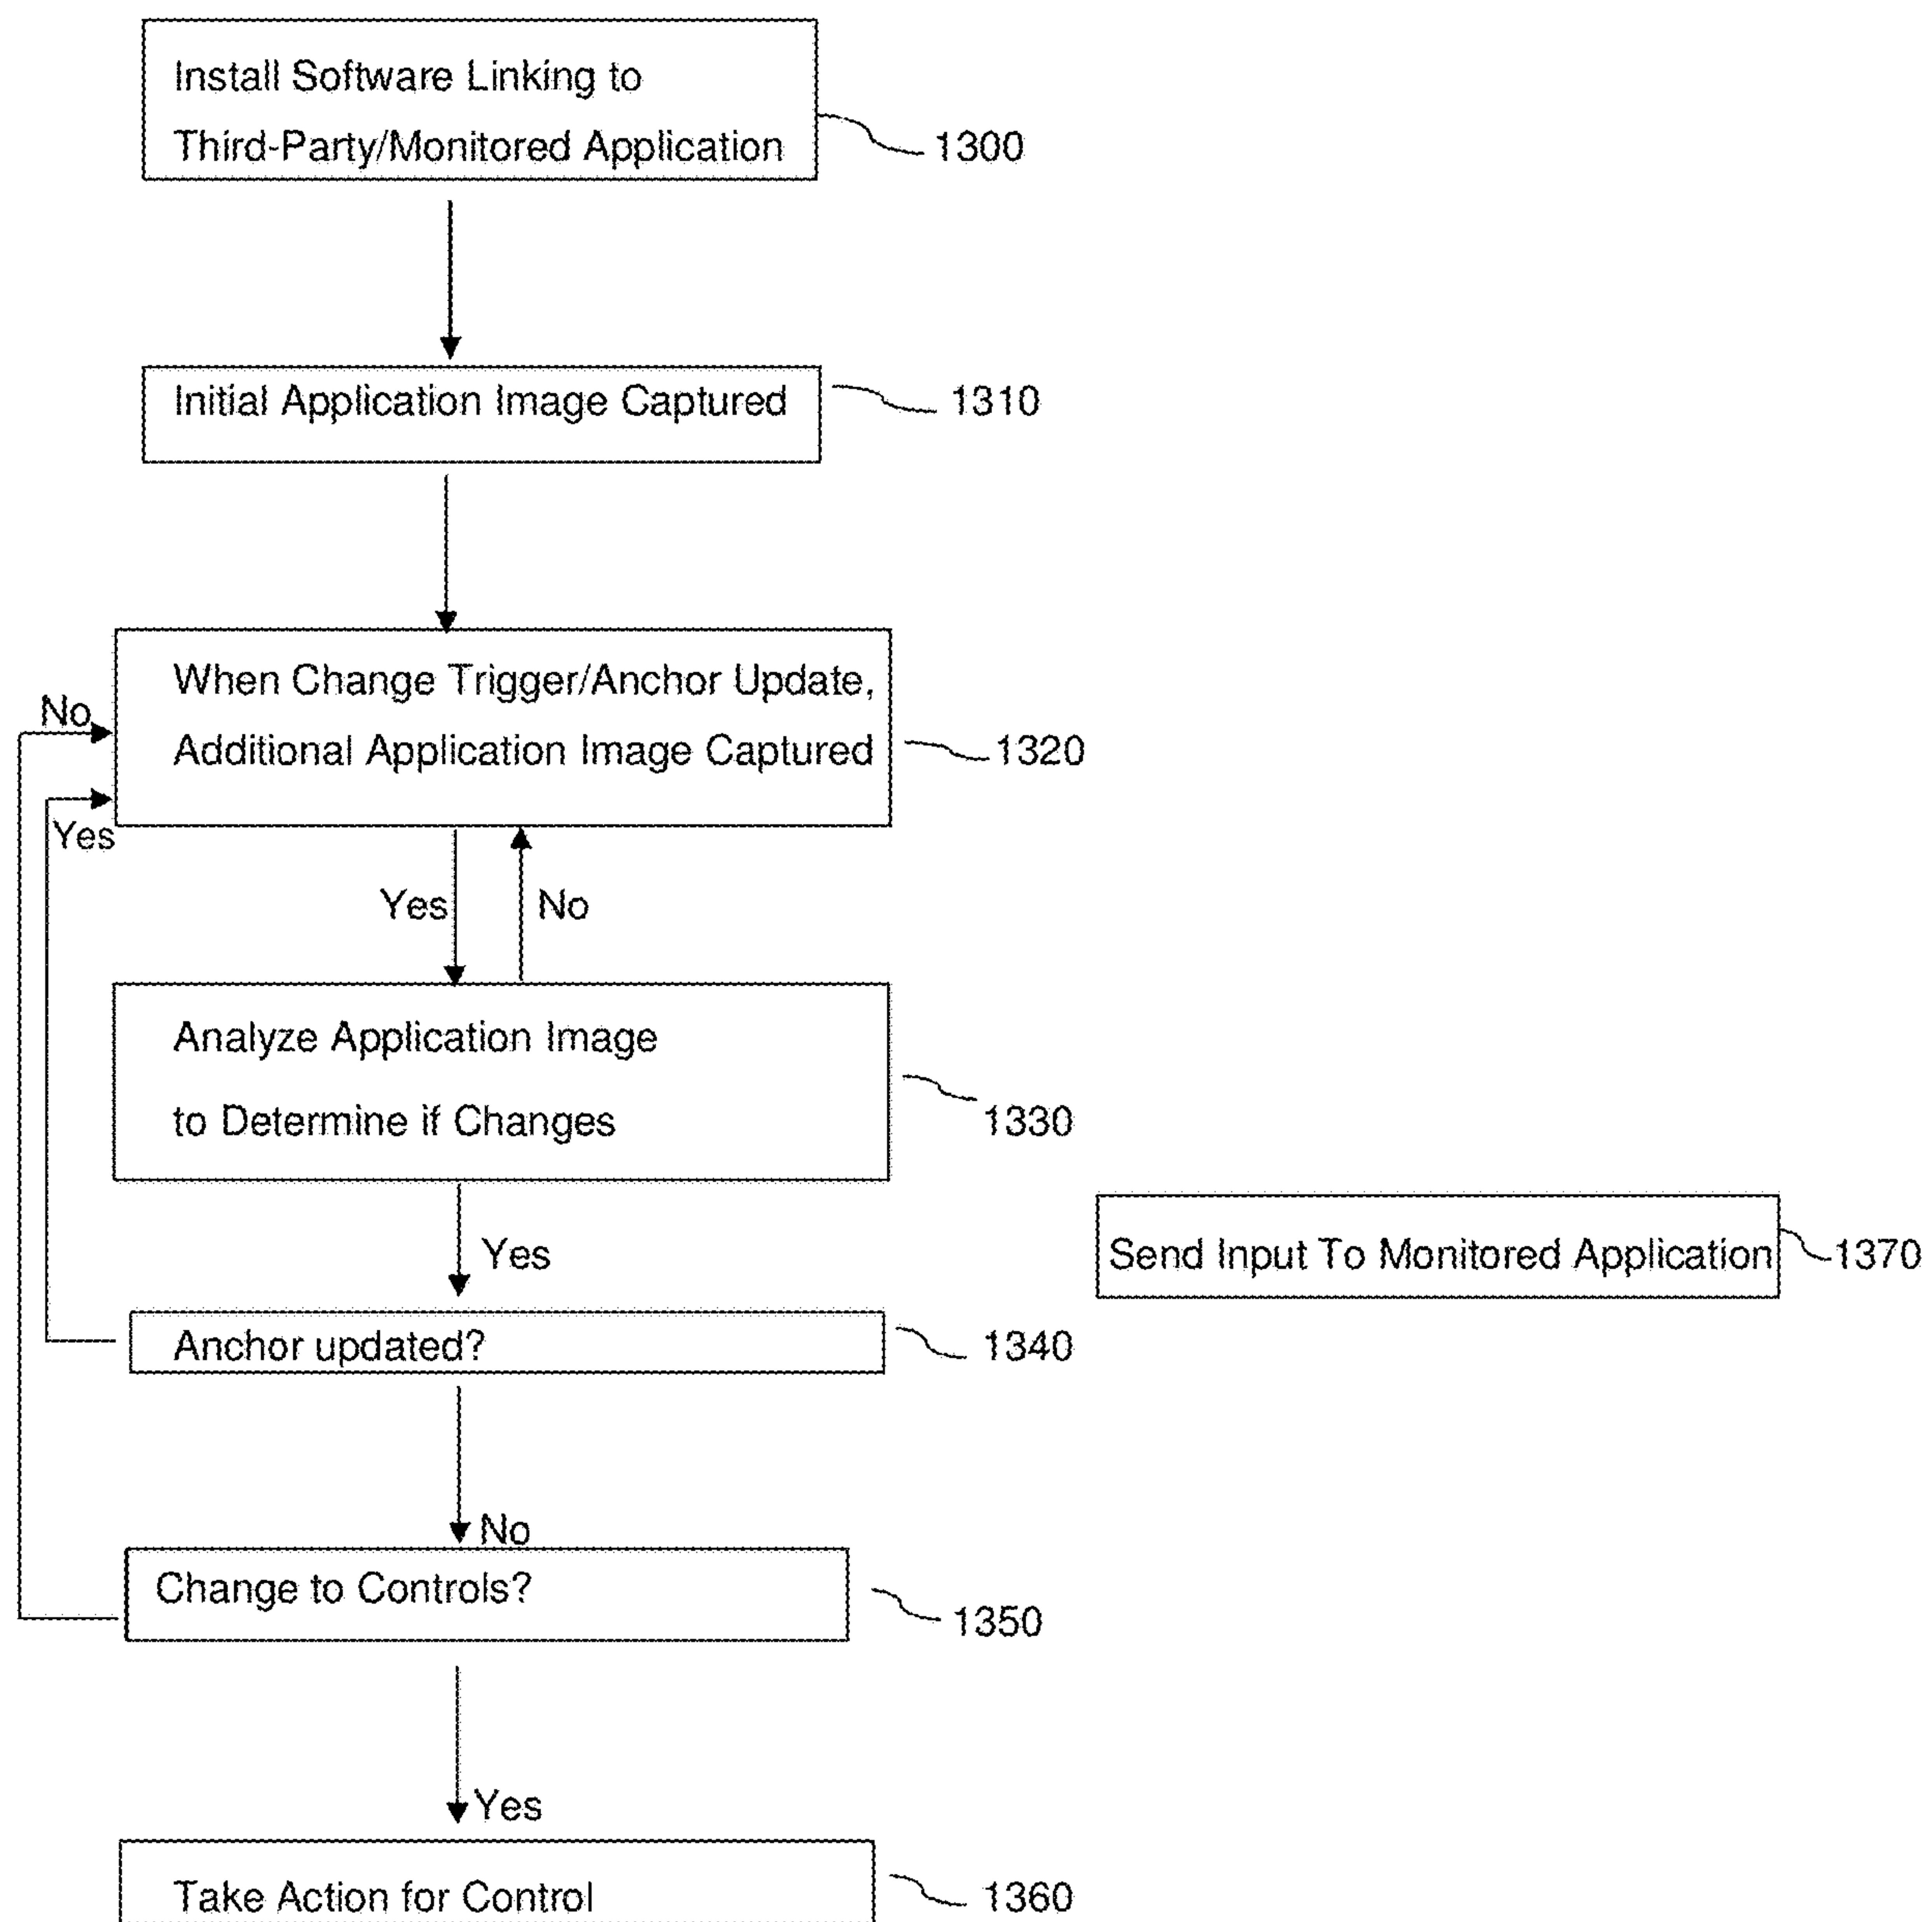 Install Software Linking to
Third-Party/Monitored Application
1300
Initial Application Image Captured
1310
When Change Trigger/Anchor Update,
Additional Application Image Captured
1320
No
Yes
Yes
No
Analyze Application Image
to Determine if Changes
1330
Send Input To Monitored Application
1370
Yes
Anchor updated?
1340
No
Change to Controls?
1350
Yes
Take Action for Control
1360